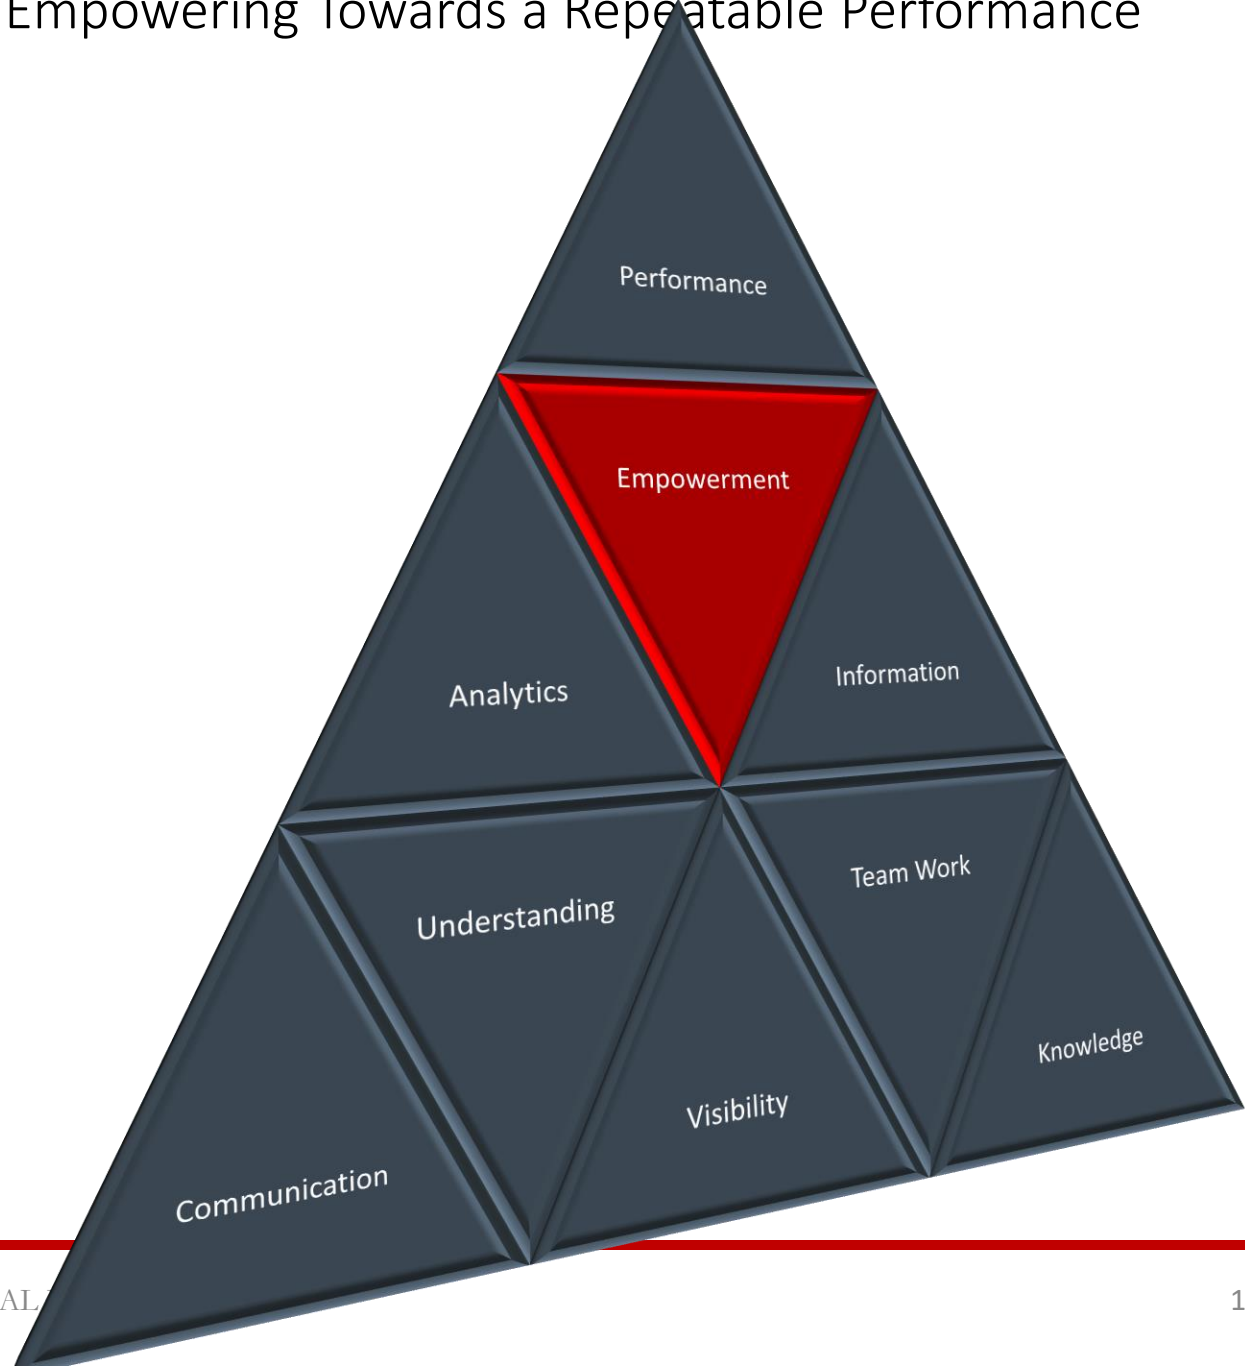 Empowering Towards a Repeatable Performance
Performance
Empowerment
Analytics
Information
Understanding
Team Work
Communication
Visibility
Knowledge
1